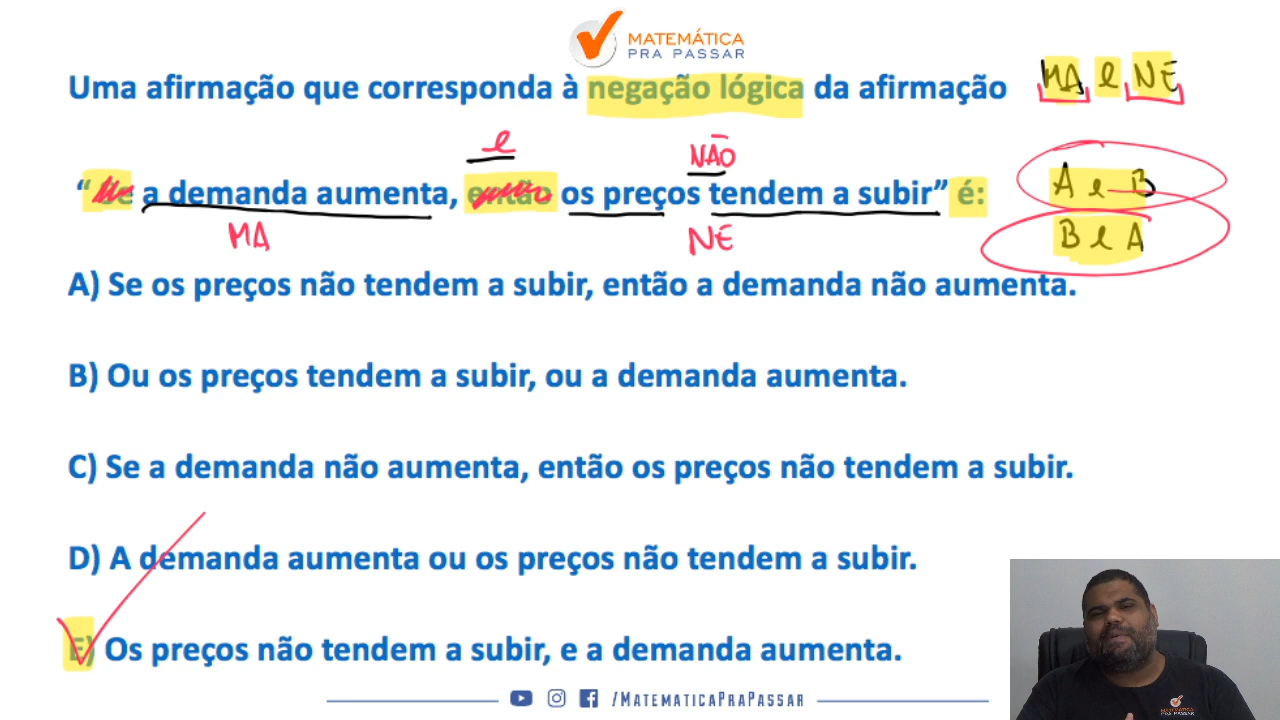 MATEMÁTICA
PRA PASSAR
Uma afirmação que corresponda à negação lógica da afirmação
MA e NE
e
NÃO
“Se a demanda aumenta, então os preços tendem a subir” é:
A e B
MA
NE
B e A
A) Se os preços não tendem a subir, então a demanda não aumenta.
B) Ou os preços tendem a subir, ou a demanda aumenta.
C) Se a demanda não aumenta, então os preços não tendem a subir.
D) A demanda aumenta ou os preços não tendem a subir.
E) Os preços não tendem a subir, e a demanda aumenta.
/MATEMATICAPRAPASSAR
MATEMÁTICA
PRA PASSAR